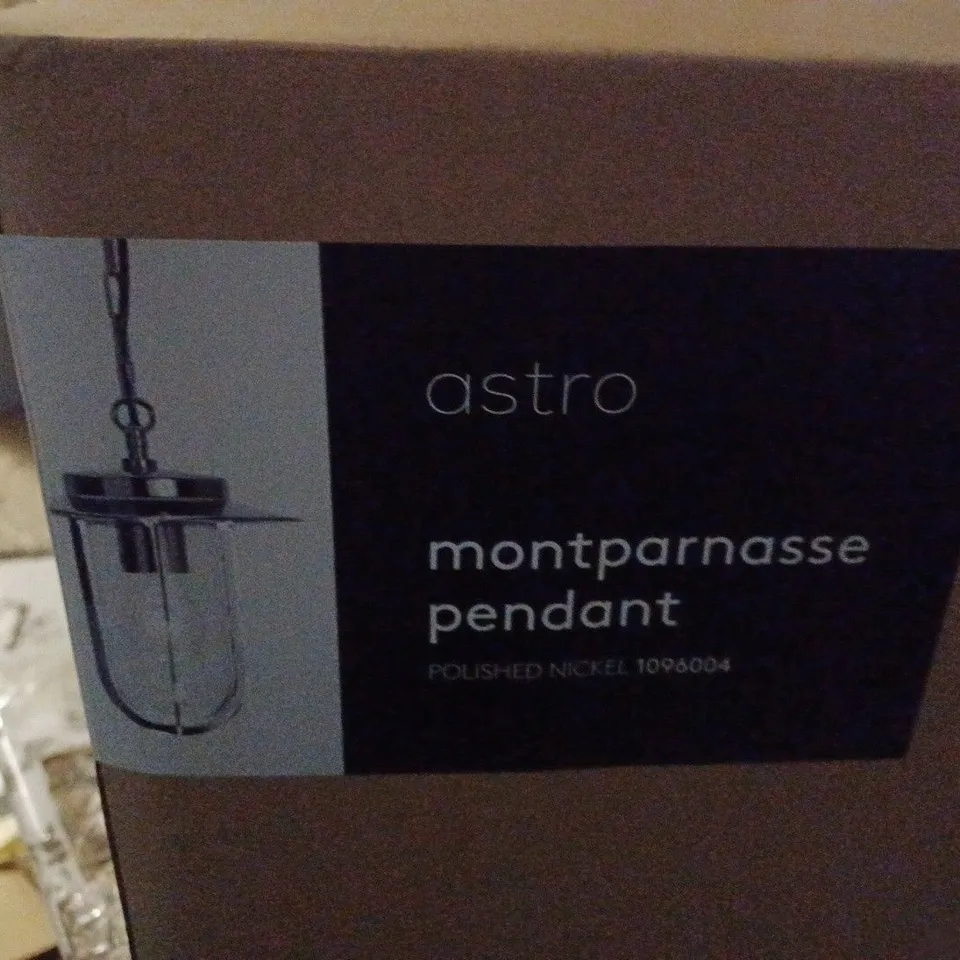 astro
montparnasse
pendant
POLISHED NICKEL 1096004